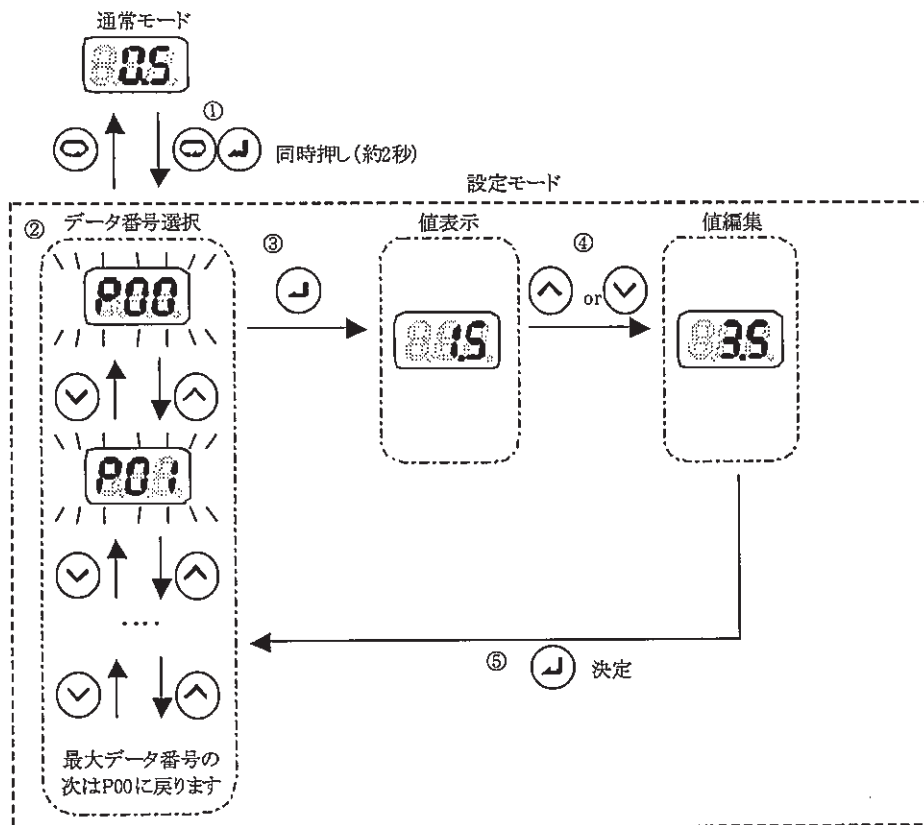 通常モード
0.5
①
同時押し(約2秒)
設定モード
② データ番号選択
P00
P01
....
最大データ番号の
次はP00に戻ります
③
値表示
1.5
④
or
値編集
3.5
⑤
決定